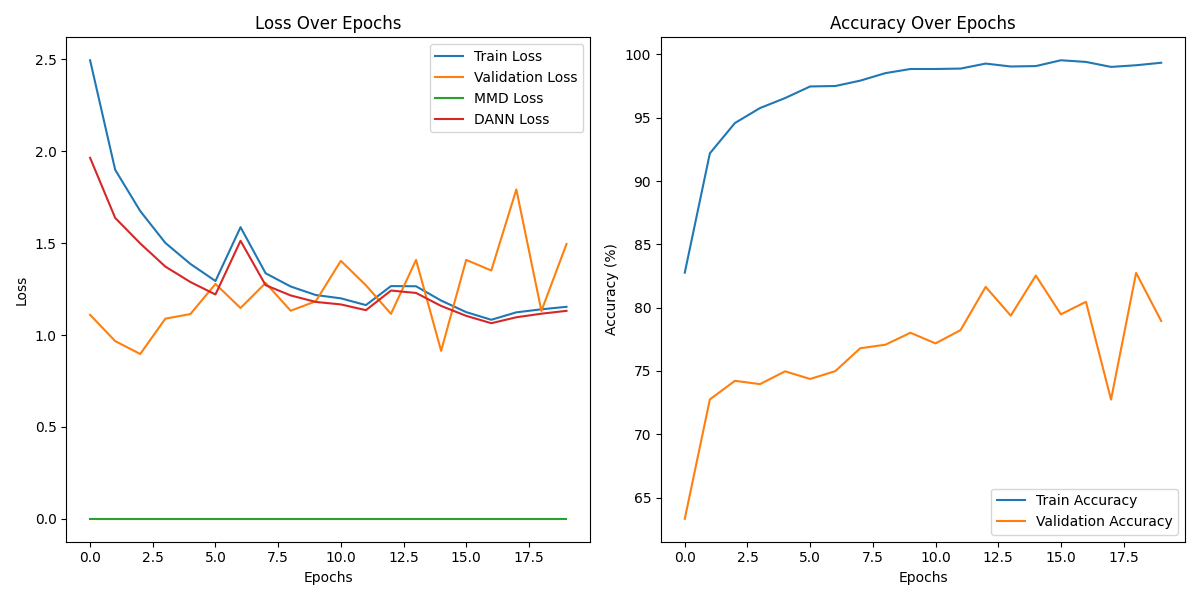 Loss Over Epochs
2.5
2.0
1.5
1.0
0.5
0.0
Loss
Train Loss
Validation Loss
MMD Loss
DANN Loss
0.0 2.5 5.0 7.5 10.0 12.5 15.0 17.5
Epochs
Accuracy Over Epochs
100
95
90
85
80
75
70
65
Accuracy (%)
Train Accuracy
Validation Accuracy
0.0 2.5 5.0 7.5 10.0 12.5 15.0 17.5
Epochs